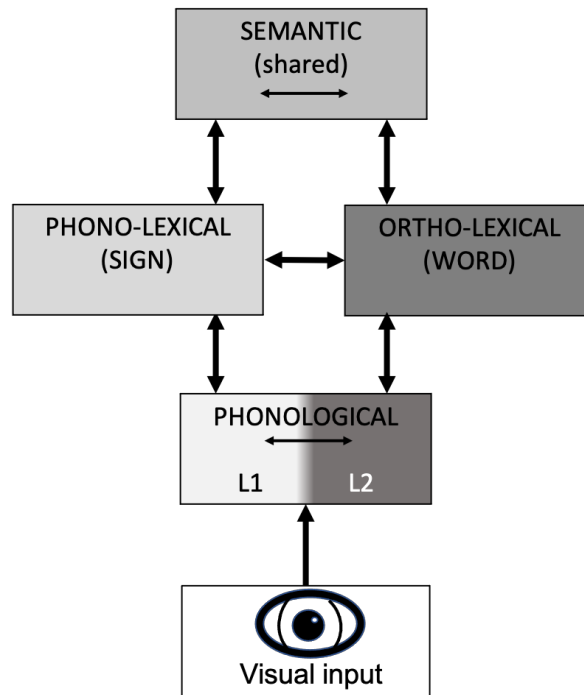 SEMANTIC
(shared)
PHONO-LEXICAL
(SIGN)
ORTHO-LEXICAL
(WORD)
PHONOLOGICAL
L1
L2
Visual input